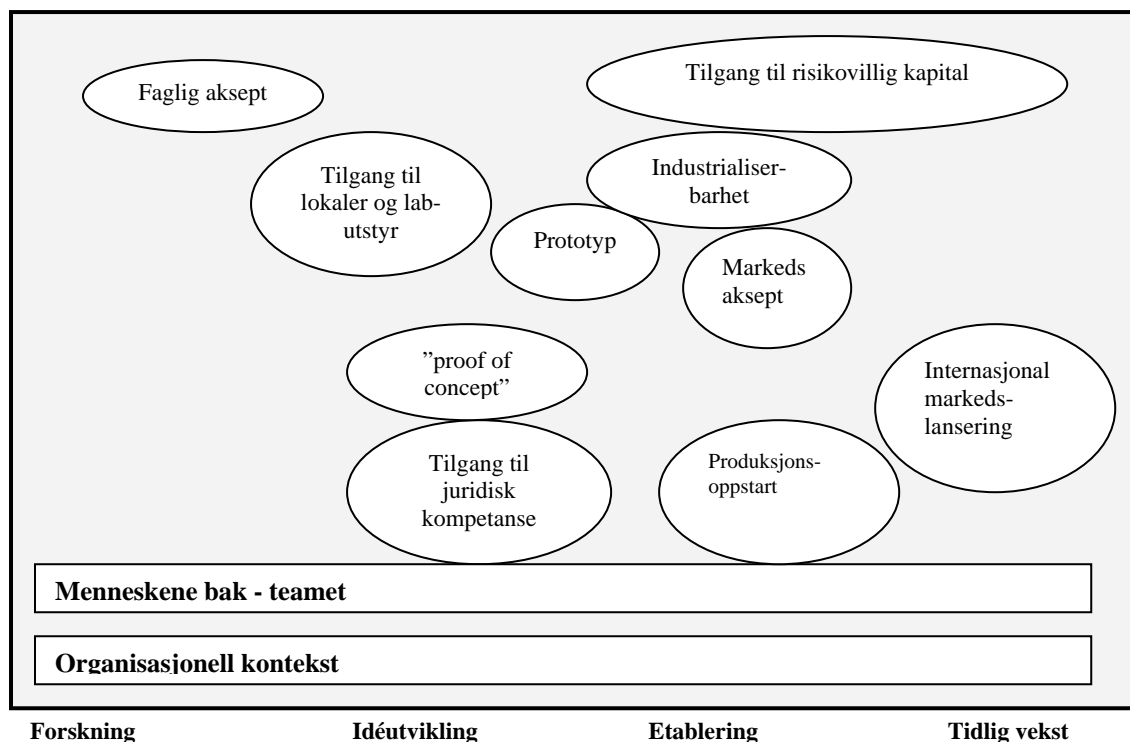 Faglig aksept
Tilgang til risikovillig kapital
Tilgang til
lokaler og lab-
utstyr
Industrialiser-
barhet
Prototyp
Markeds
aksept
”proof of
concept”
Internasjonal
markeds-
lansering
Tilgang til
juridisk
kompetanse
Produksjons-
oppstart
Menneskene bak - teamet
Organisasjonell kontekst
Forskning Idéutvikling Etablering Tidlig vekst